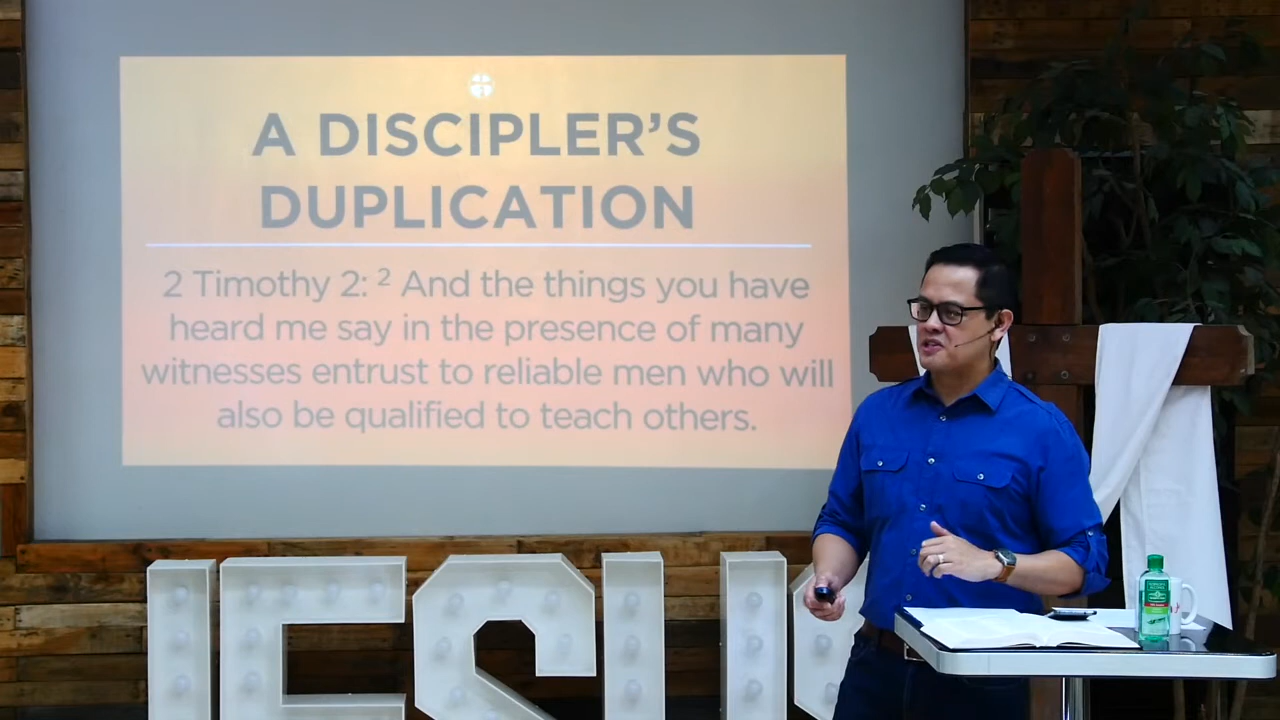 A DISCIPLER'S
DUPLICATION
2 Timothy 2: ² And the things you have
heard me say in the presence of many
witnesses entrust to reliable men who will
also be qualified to teach others.
JESUS